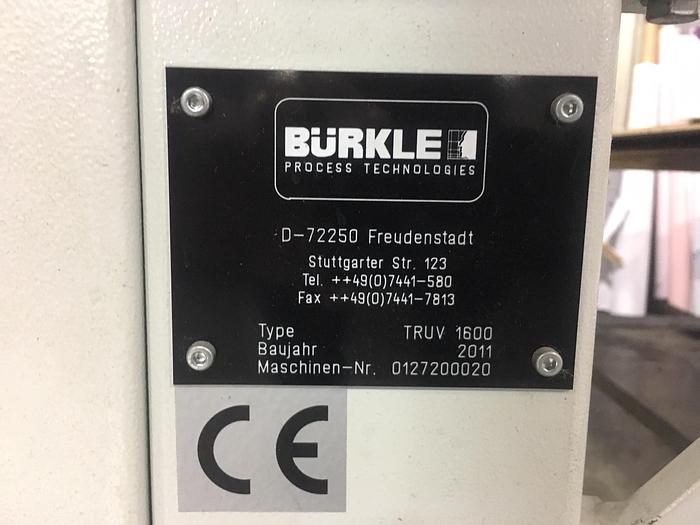 BÜRKLE
PROCESS TECHNOLOGIES
D-72250 Freudenstadt
Stuttgarter Str. 123
Tel. ++49(0)7441-580
Fax ++49(0)7441-7813
Type TRUV 1600
Baujahr 2011
Maschinen-Nr. 0127200020
CE